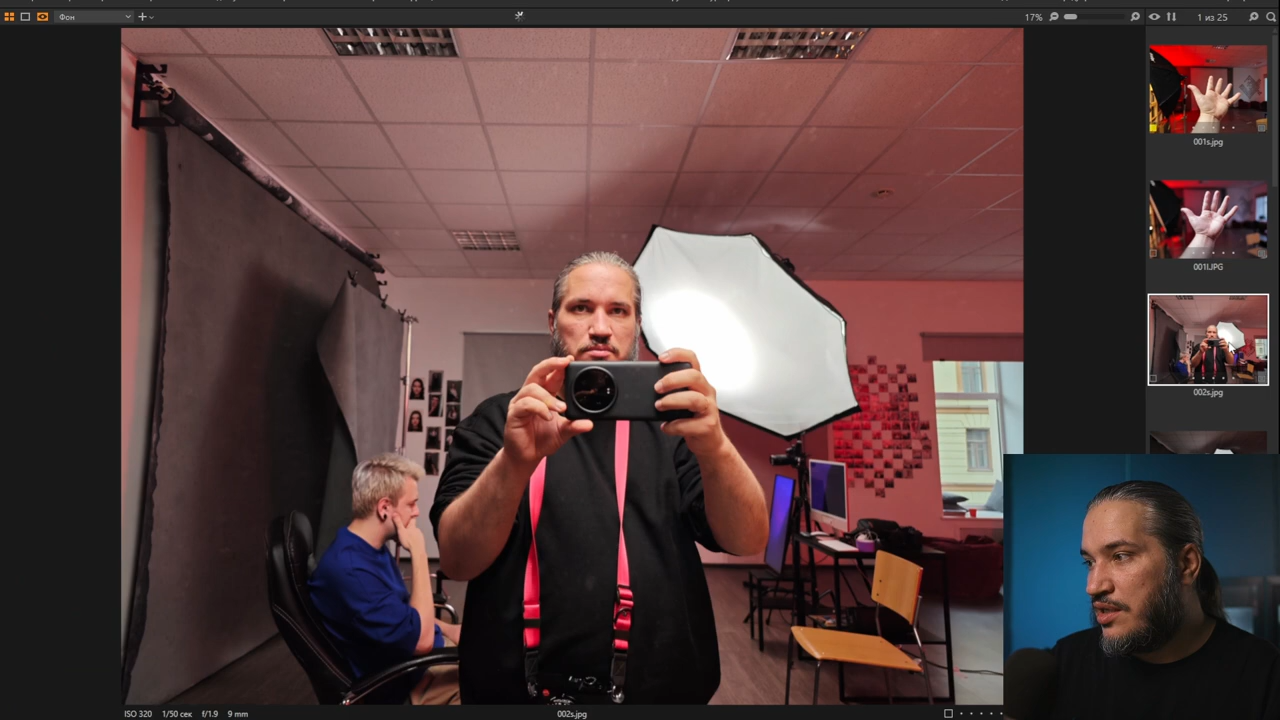 Фон
17%
1 из 25
001s.jpg
001l.JPG
002s.jpg
ISO 320 1/50 сек f/1.9 9 mm
002s.jpg